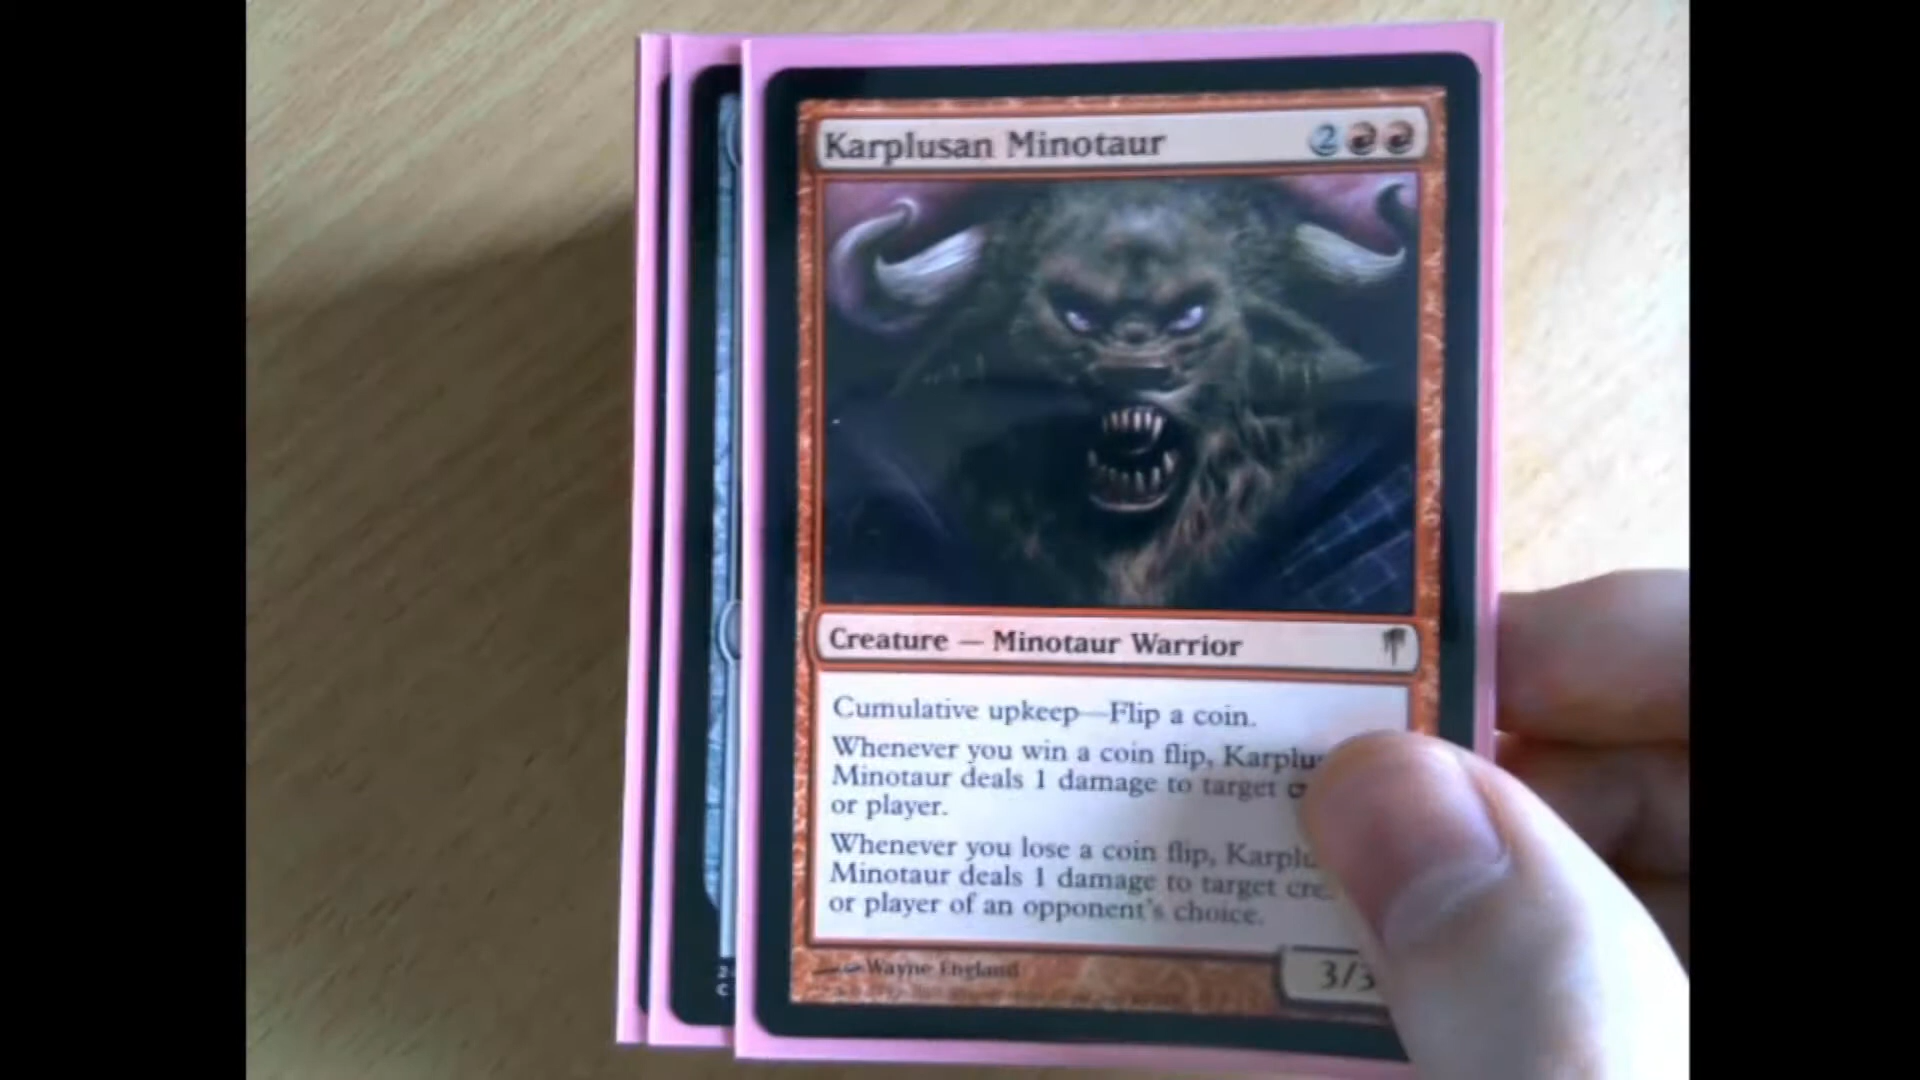 Karplusan Minotaur 2
Creature — Minotaur Warrior
Cumulative upkeep—Flip a coin.
Whenever you win a coin flip,
Minotaur deals 1 damage to target
or player.
Whenever you lose a coin flip,
Minotaur deals 1 damage to target
or player of an opponent's choice.
Wayne England
3/3
C